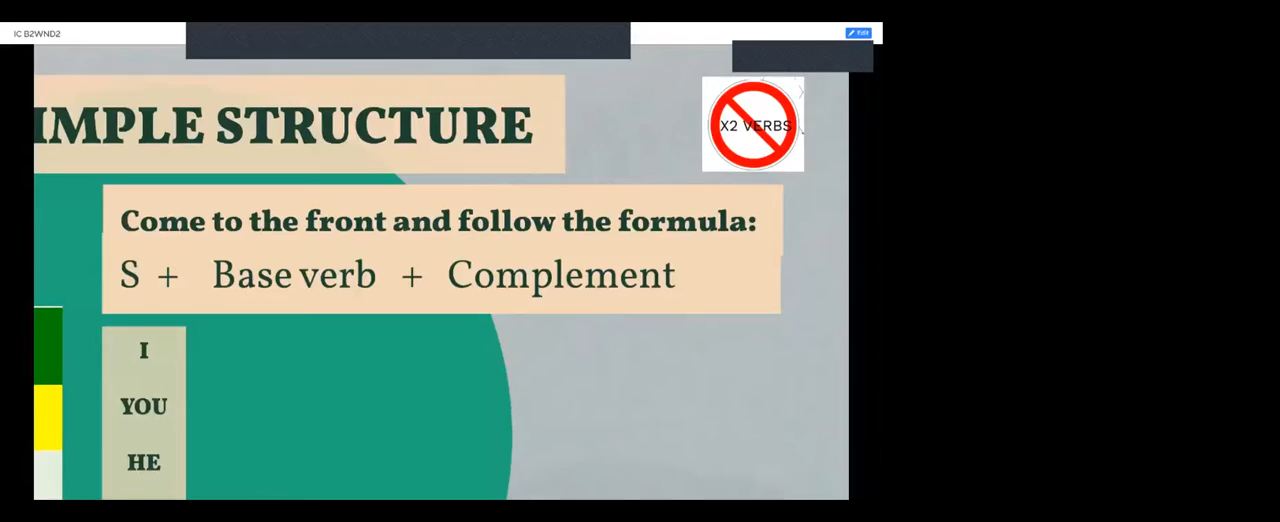 IC B2WND2
Edit
IMPLE STRUCTURE
X2 VERBS
Come to the front and follow the formula:
S + Base verb + Complement
I
YOU
HE